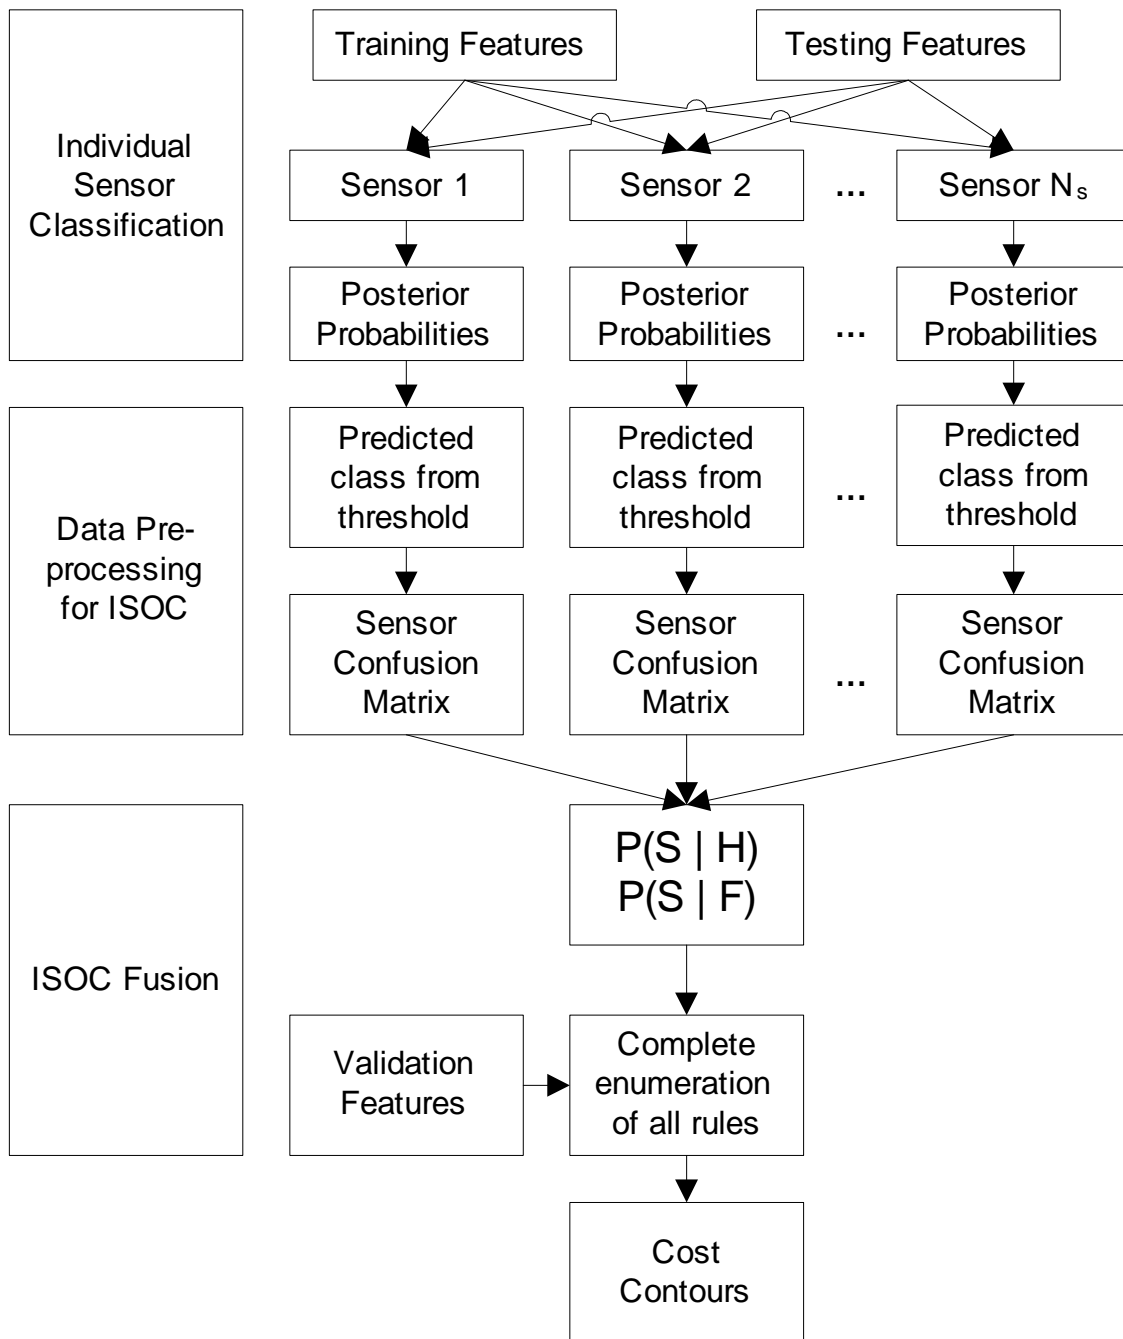 Training Features
Testing Features
Individual
Sensor
Classification
Sensor 1
Sensor 2
...
Sensor Ns
Posterior
Probabilities
Posterior
Probabilities
...
Posterior
Probabilities
Data Pre-
processing
for ISOC
Predicted
class from
threshold
Predicted
class from
threshold
...
Predicted
class from
threshold
Sensor
Confusion
Matrix
Sensor
Confusion
Matrix
...
Sensor
Confusion
Matrix
ISOC Fusion
P(S | H)
P(S | F)
Validation
Features
Complete
enumeration
of all rules
Cost
Contours